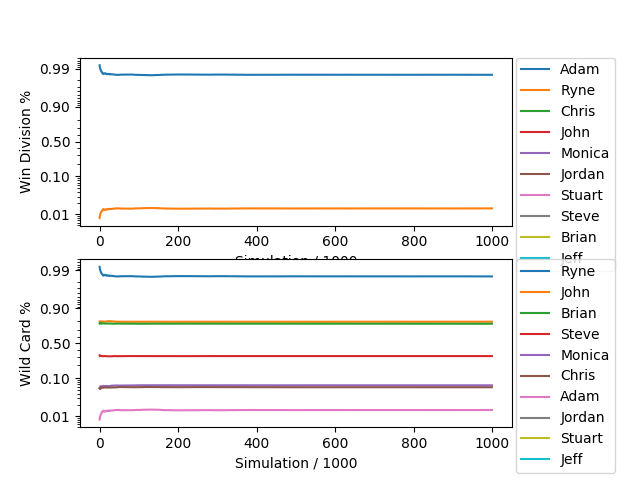 Win Division %
0.99
0.90
0.50
0.10
0.01
0 200 400 600 800 1000
Simulation / 1000
Adam
Ryne
Chris
John
Monica
Jordan
Stuart
Steve
Brian
Jeff
Wild Card %
0.99
0.90
0.50
0.10
0.01
0 200 400 600 800 1000
Simulation / 1000
Ryne
John
Brian
Steve
Monica
Chris
Adam
Jordan
Stuart
Jeff